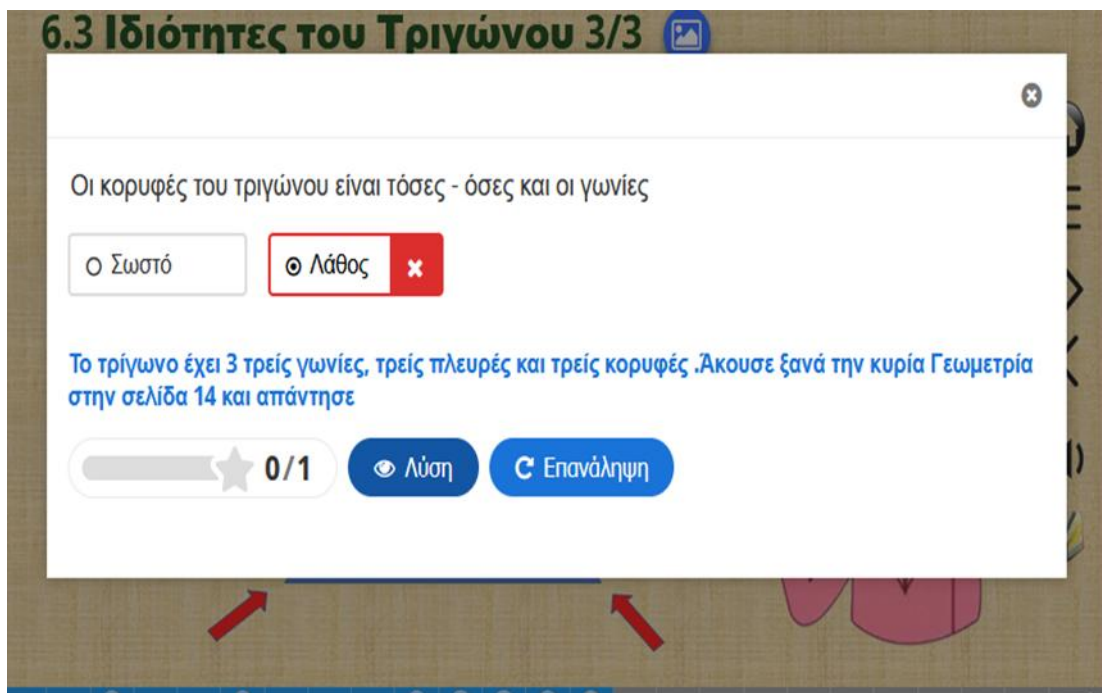 6.3 Ιδιότητες του Τριγώνου 3/3
Οι κορυφές του τριγώνου είναι τόσες - όσες και οι γωνίες
Σωστό
Λάθος
Το τρίγωνο έχει 3 τρείς γωνίες, τρείς πλευρές και τρείς κορυφές .Άκουσε ξανά την κυρία Γεωμετρία
στην σελίδα 14 και απάντησε
0/1
Λύση
Επανάληψη